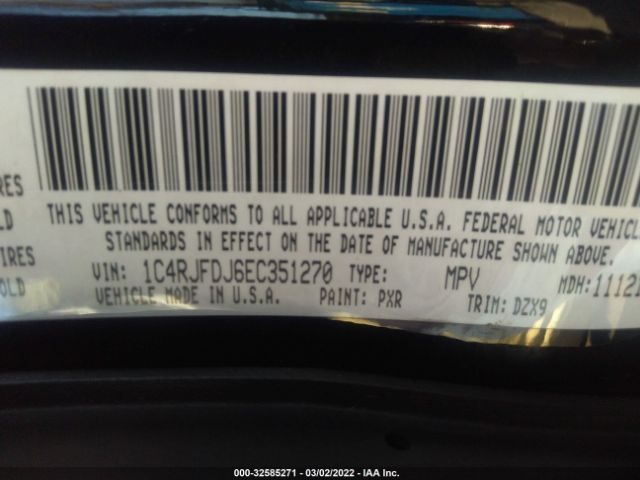 THIS VEHICLE CONFORMS TO ALL APPLICABLE U.S.A. FEDERAL MOTOR VEHICL
RES
STANDARDS IN EFFECT ON THE DATE OF MANUFACTURE SHOWN ABOVE.
LD
VIN: 1C4RJFDJ6EC351270 TYPE: MPV MDH: 11121
IRES
VEHICLE MADE IN U.S.A. PAINT: PXR TRIM: DZX9
OLD
000-32585271 - 03/02/2022 - IAA Inc.